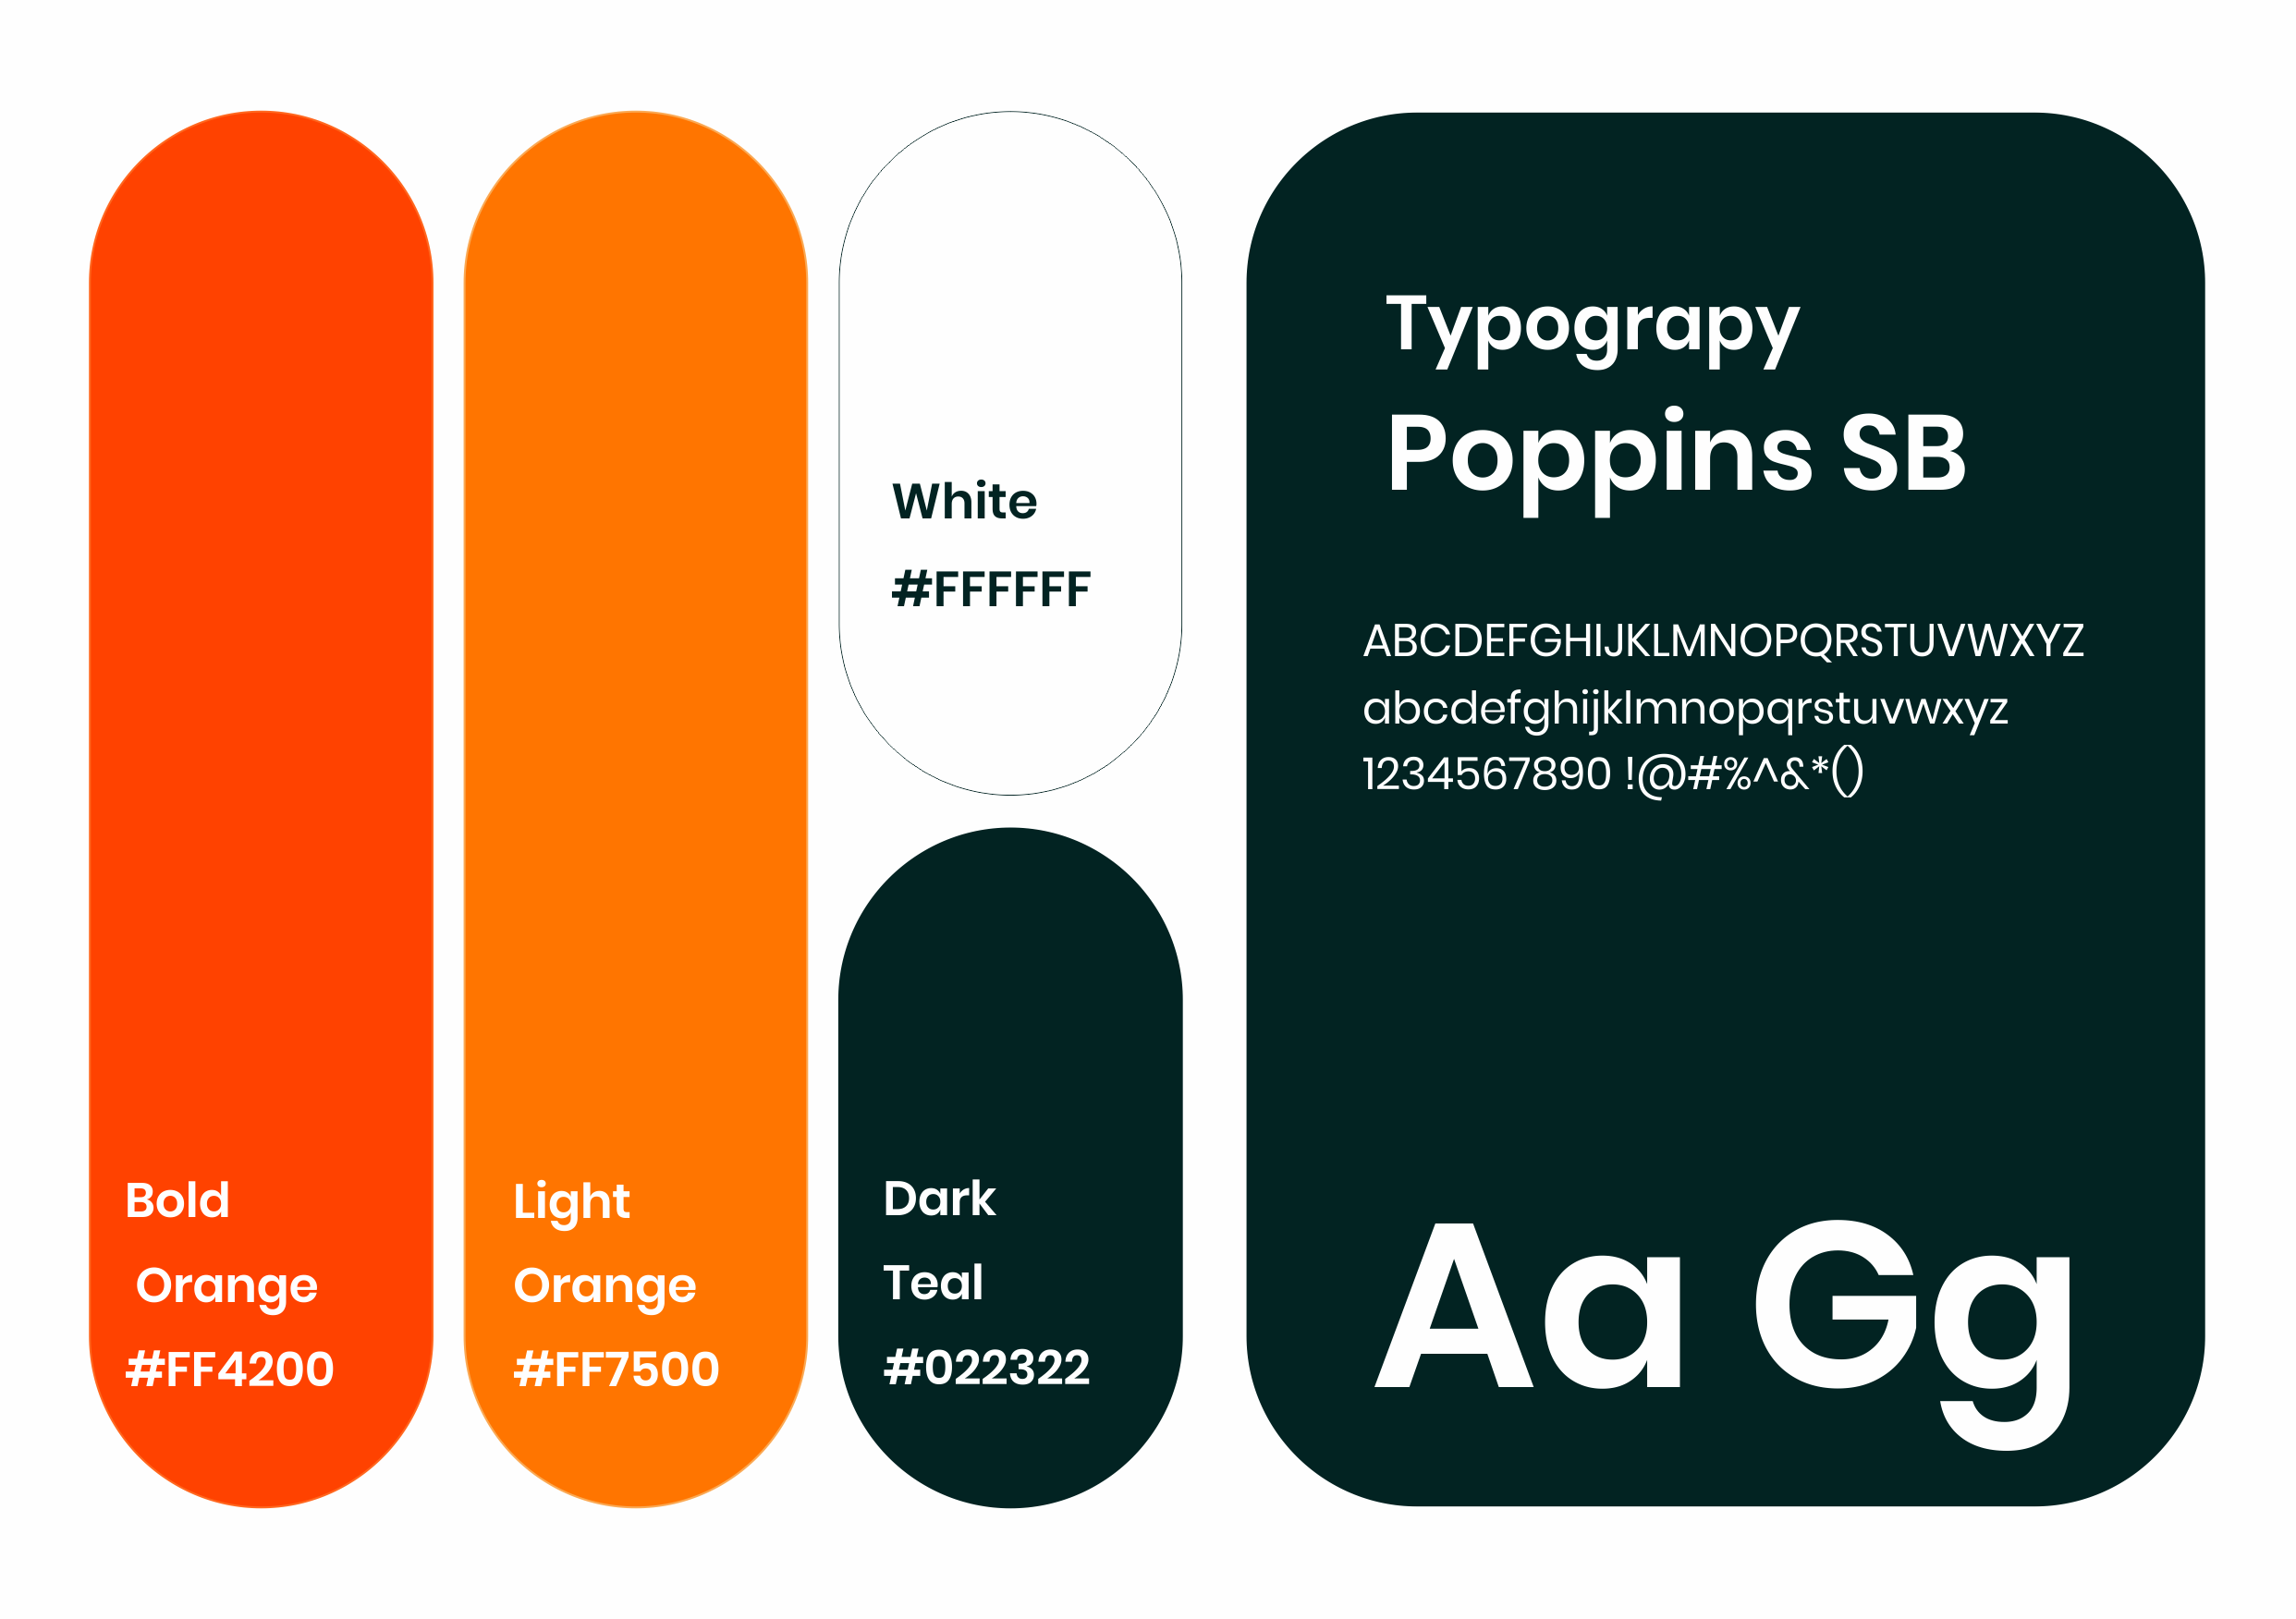 Bold
Orange
#FF4200
Light
Orange
#FF7500
White
#FFFFFF
Dark
Teal
#022322
Typograpy
Poppins SB
ABCDEFGHIJKLMNOPQRSTUVWXYZ
abcdefghijklmnopqrstuvwxyz
1234567890 !@#%^&*()
Aa Gg